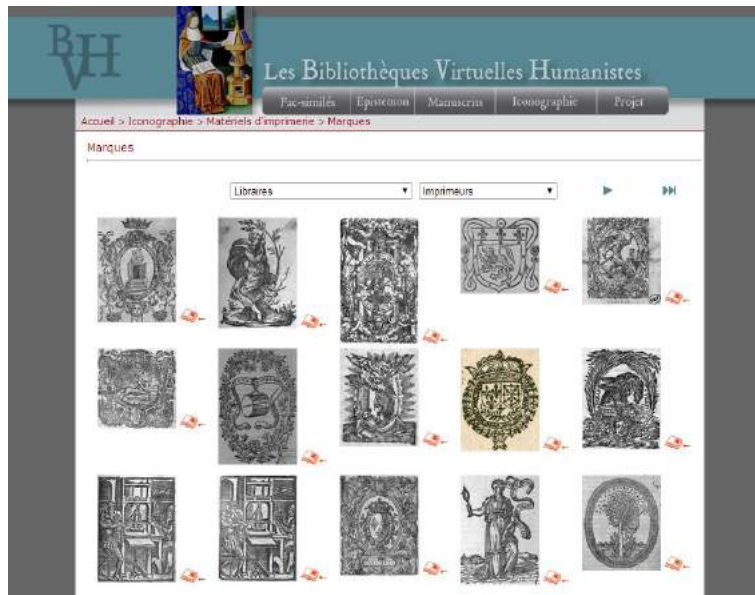 BVH
Les Bibliothèques Virtuelles Humanistes
Fac-similés Epistemon Manuscrits Iconographie Projet
Accueil > Iconographie > Matériels d'imprimerie > Marques
Marques
Libraires Imprimeurs